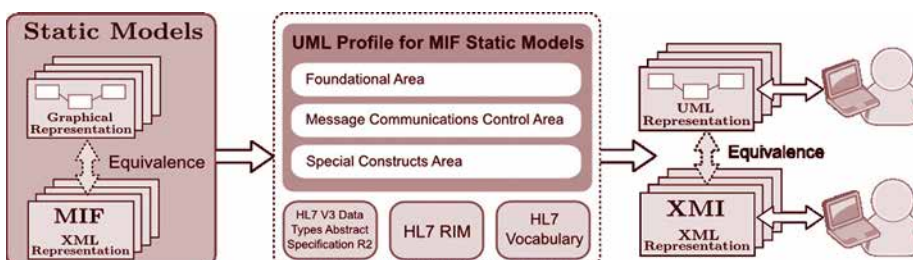 Static Models
Graphical
Representation
Equivalence
MIF
XML
Representation
UML Profile for MIF Static Models
Foundational Area
Message Communications Control Area
Special Constructs Area
HL7 V3 Data
Types Abstract
Specification R2
HL7 RIM
HL7
Vocabulary
UML
Representation
Equivalence
XMI
XML
Representation